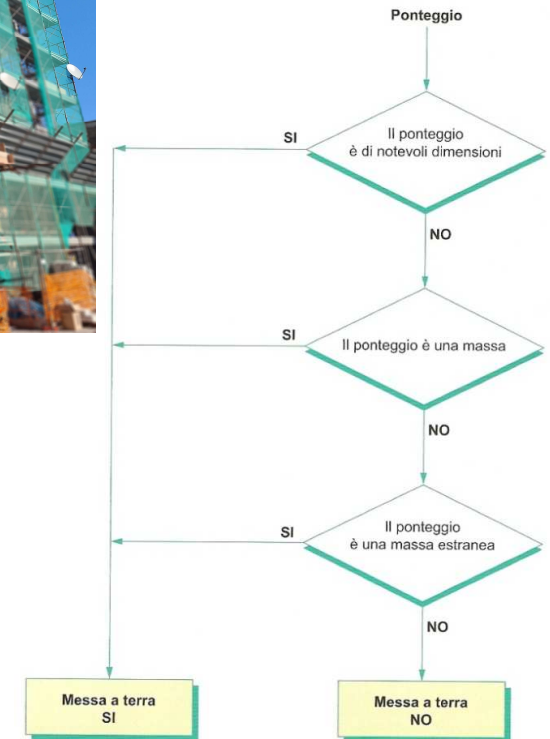 Ponteggio
Il ponteggio
è di notevoli dimensioni
SI
NO
Il ponteggio è una massa
SI
NO
Il ponteggio
è una massa estranea
SI
NO
Messa a terra
SI
Messa a terra
NO